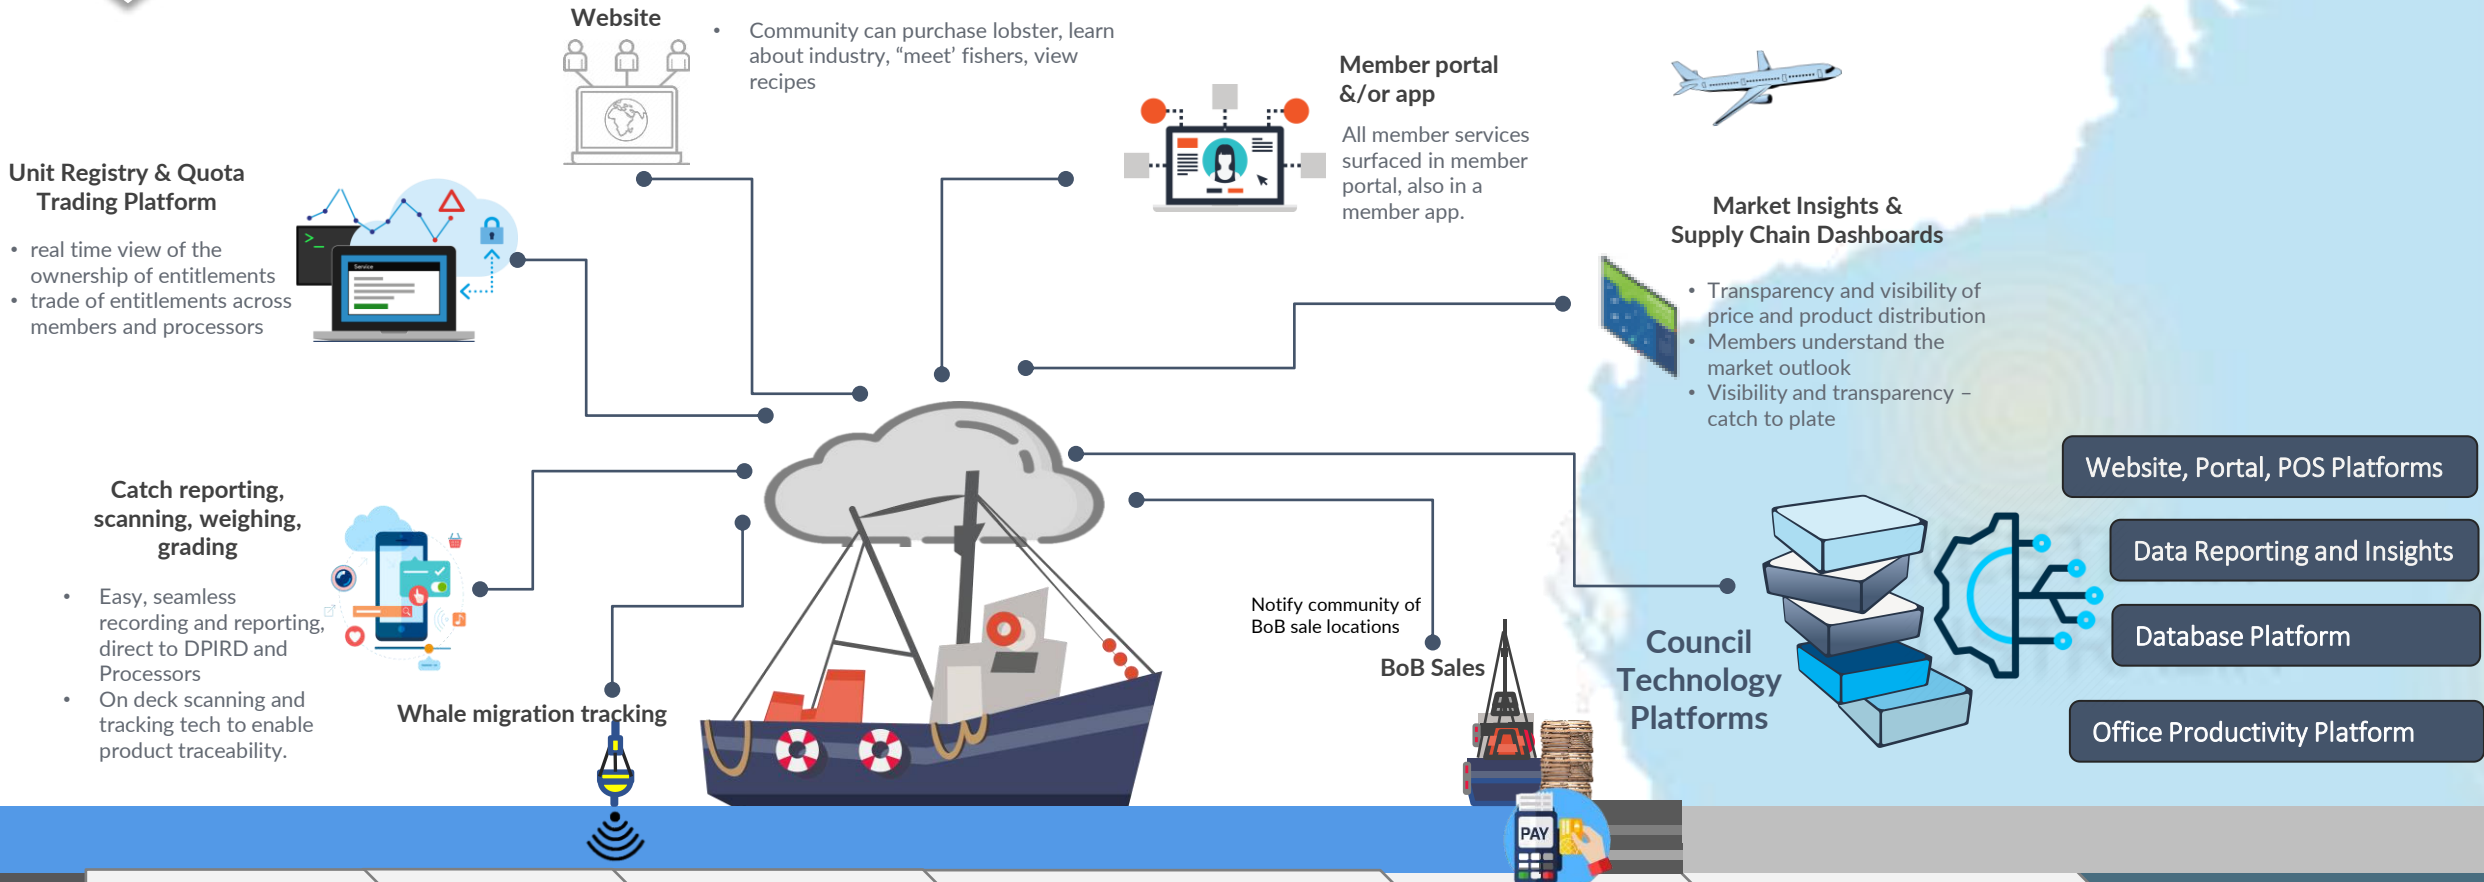 Website
• Community can purchase lobster, learn
about industry, “meet’ fishers, view
recipes
Member portal
&/or app
All member services
surfaced in member
portal, also in a
member app.
Unit Registry & Quota
Trading Platform
• real time view of the
ownership of entitlements
• trade of entitlements across
members and processors
>_
Service
Market Insights &
Supply Chain Dashboards
• Transparency and visibility of
price and product distribution
• Members understand the
market outlook
• Visibility and transparency –
catch to plate
Catch reporting,
scanning, weighing,
grading
• Easy, seamless
recording and reporting,
direct to DPIRD and
Processors
• On deck scanning and
tracking tech to enable
product traceability.
Whale migration tracking
Notify community of
BoB sale locations
BoB Sales
PAY
Council
Technology
Platforms
Website, Portal, POS Platforms
Data Reporting and Insights
Database Platform
Office Productivity Platform